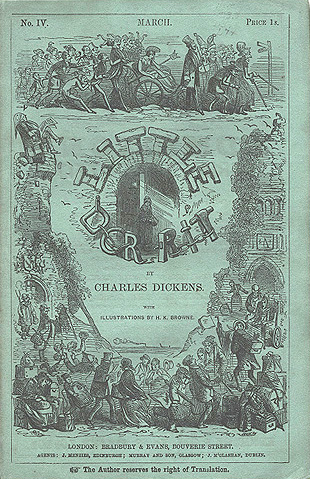 No. IV. MARCH. PRICE 1s.
LITTLE
DORRIT
BY
CHARLES DICKENS.
WITH
ILLUSTRATIONS BY H. K. BROWNE.
LONDON: BRADBURY & EVANS, BOUVERIE STREET.
AGENTS: J. MENZIES, EDINBURGH; MURRAY AND SON, GLASGOW; J. M'GLASHAN, DUBLIN.
☞ The Author reserves the right of Translation.